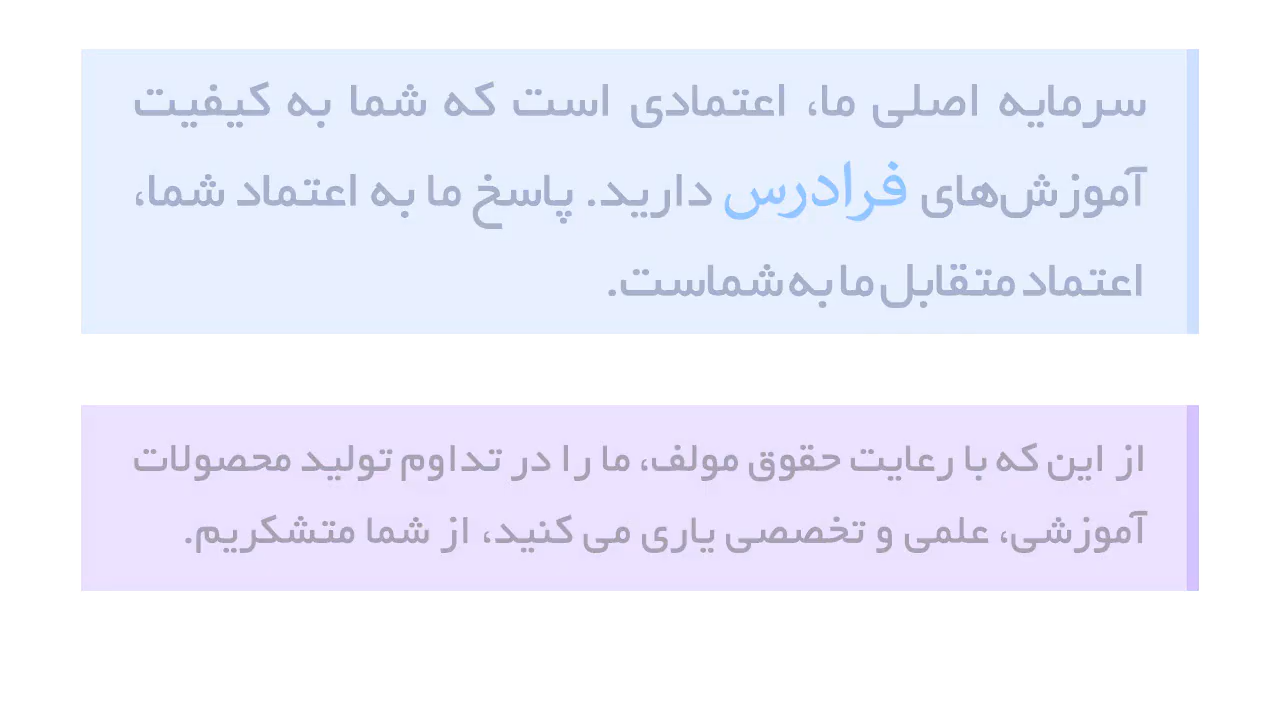 سرمایه اصلی ما، اعتمادی است که شما به کیفیت
آموزش‌های فرادرس دارید. پاسخ ما به اعتماد شما،
اعتماد متقابل ما به شماست.
از این که با رعایت حقوق مولف، ما را در تداوم تولید محصولات
آموزشی، علمی و تخصصی یاری می کنید، از شما متشکریم.